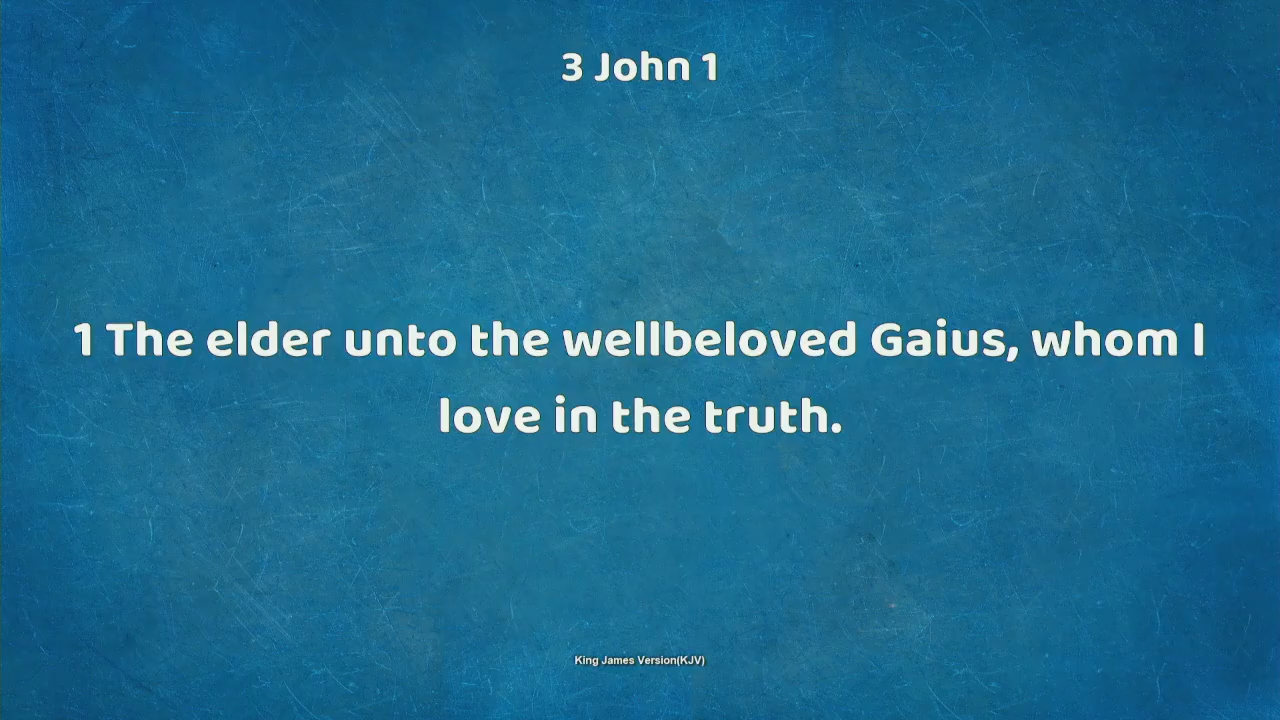 3 John 1
1 The elder unto the wellbeloved Gaius, whom I
love in the truth.
King James Version(KJV)